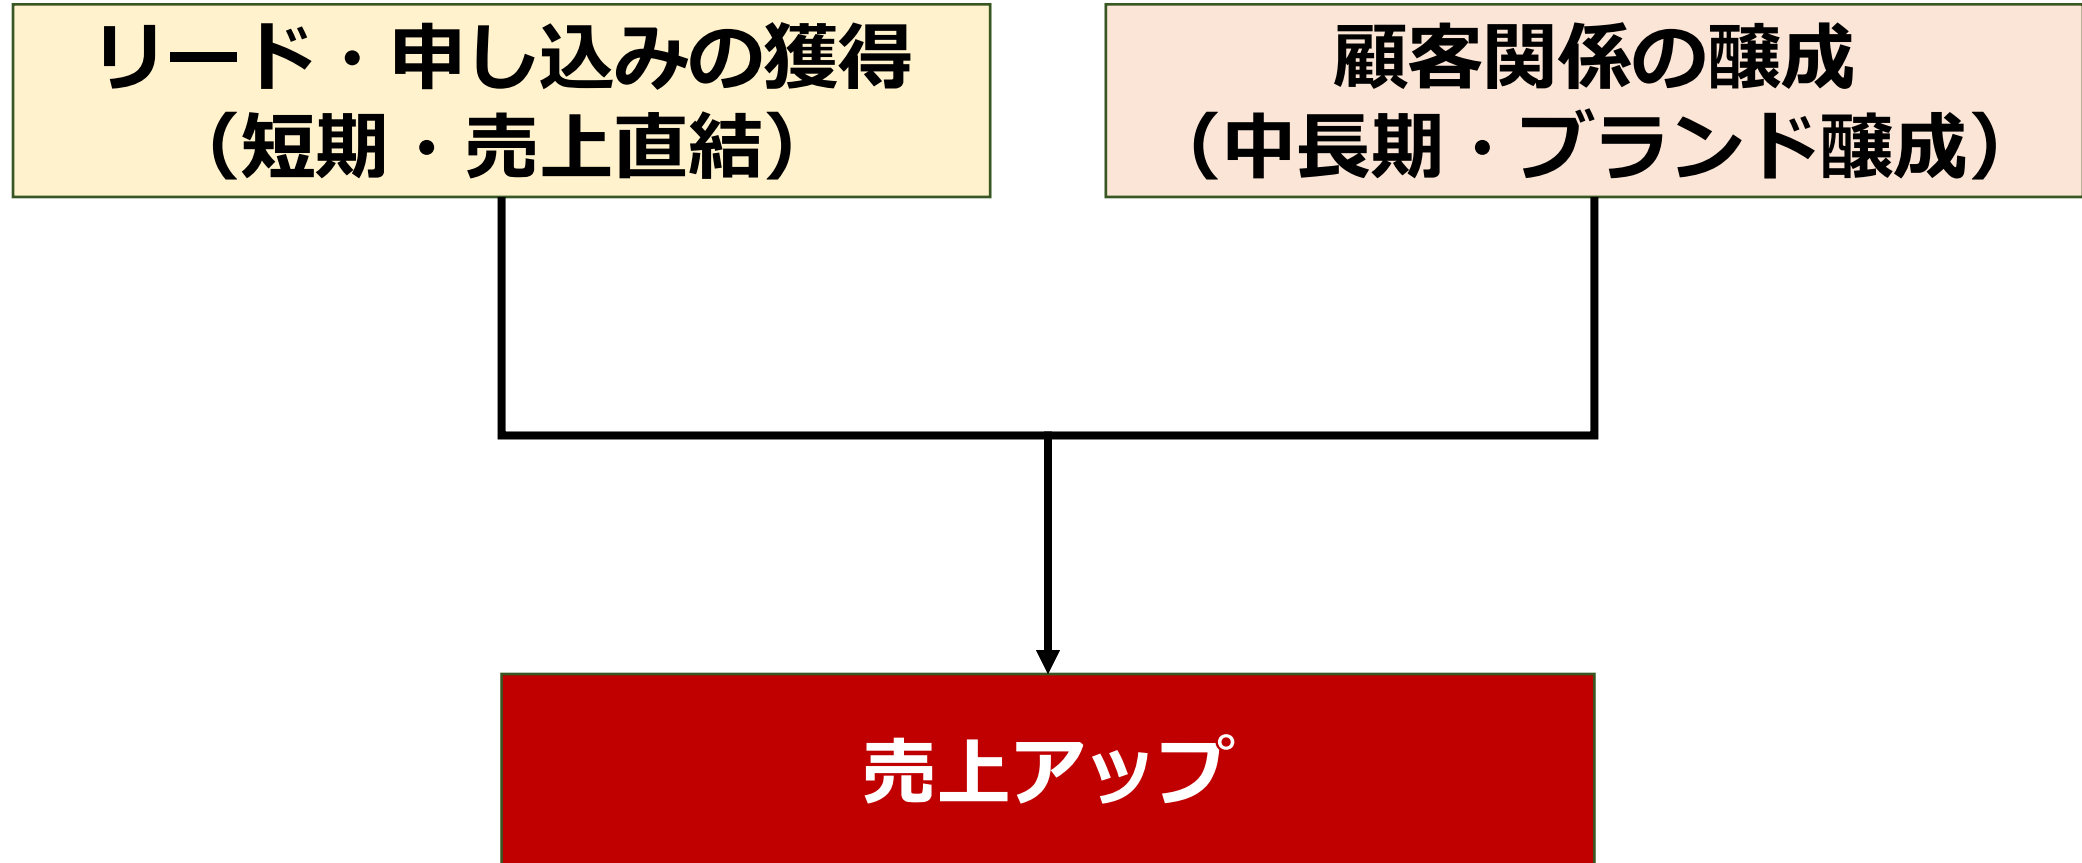 リード・申し込みの獲得
（短期・売上直結）
顧客関係の醸成
（中長期・ブランド醸成）
売上アップ